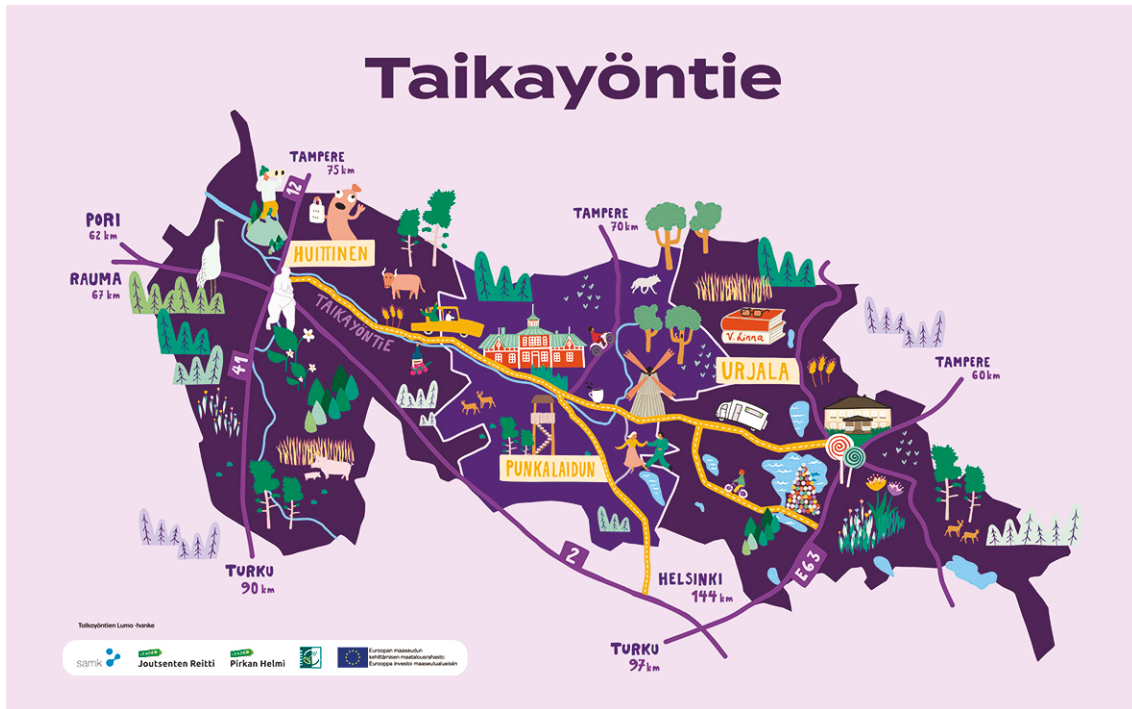 Taikayöntie
TAMPERE
75 km
12
PORI
62 km
RAUMA
67 km
HUITTINEN
TAIKAYÖNTIE
41
TAMPERE
70 km
V. Linna
URJALA
TAMPERE
60 km
PUNKALAIDUN
2
E63
TURKU
90 km
HELSINKI
144 km
TURKU
97 km
Taikayöntien Lumo -hanke
samk
LEADER
Joutsenten Reitti
LEADER
Pirkan Helmi
Euroopan maaseudun
kehittämisen maatalousrahasto:
Eurooppa investoi maaseutualueisiin